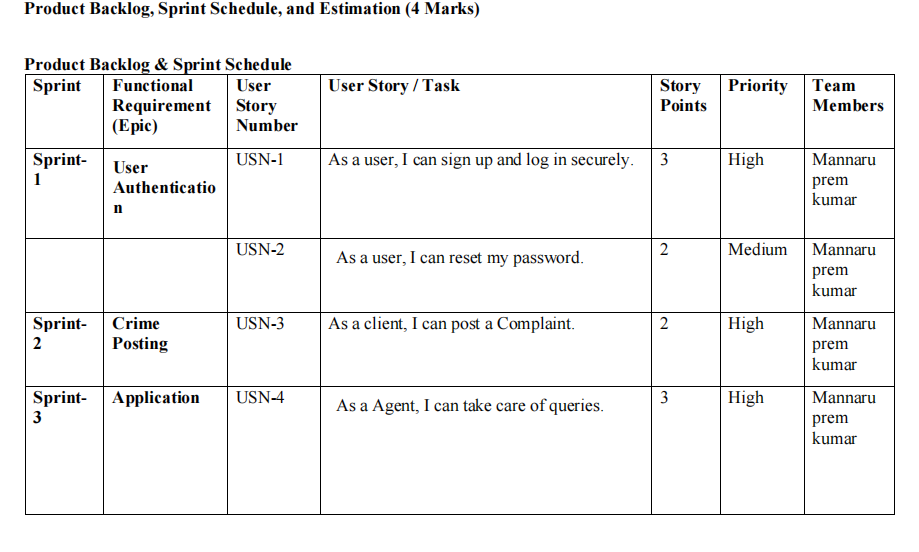 Product Backlog, Sprint Schedule, and Estimation (4 Marks)
Product Backlog & Sprint Schedule
Sprint Functional User User Story / Task Story Priority Team
Requirement Story Points Members
(Epic) Number
Sprint- User USN-1 As a user, I can sign up and log in securely. 3 High Mannaru
1 Authenticatio prem
n kumar
USN-2 As a user, I can reset my password. 2 Medium Mannaru
prem
kumar
Sprint- Crime USN-3 As a client, I can post a Complaint. 2 High Mannaru
2 Posting prem
kumar
Sprint- Application USN-4 As a Agent, I can take care of queries. 3 High Mannaru
3 prem
kumar